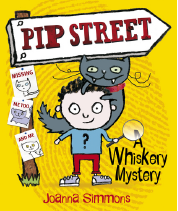 PIP STREET
MISSING
ME TOO
AND ME
?
A
Whiskery
Mystery
Joanna Simmons